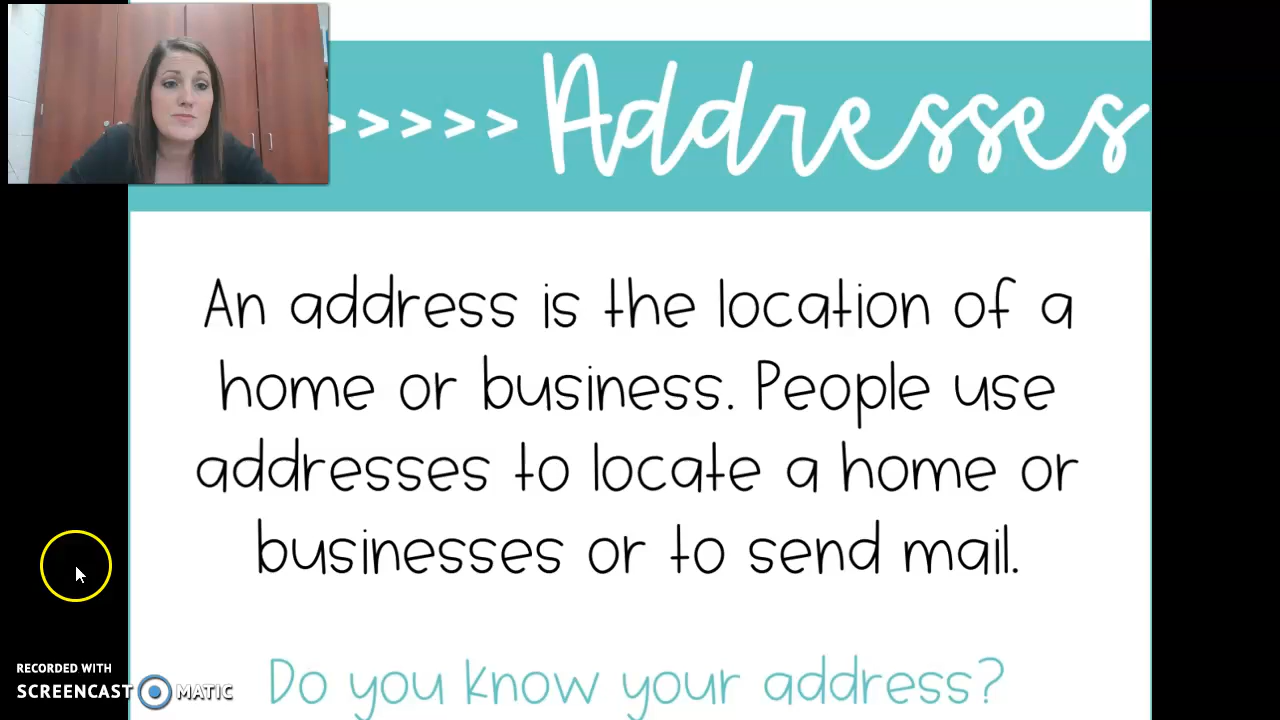 >>>>> Addresses
An address is the location of a
home or business. People use
addresses to locate a home or
businesses or to send mail.
Do you know your address?
RECORDED WITH
SCREENCAST MATIC